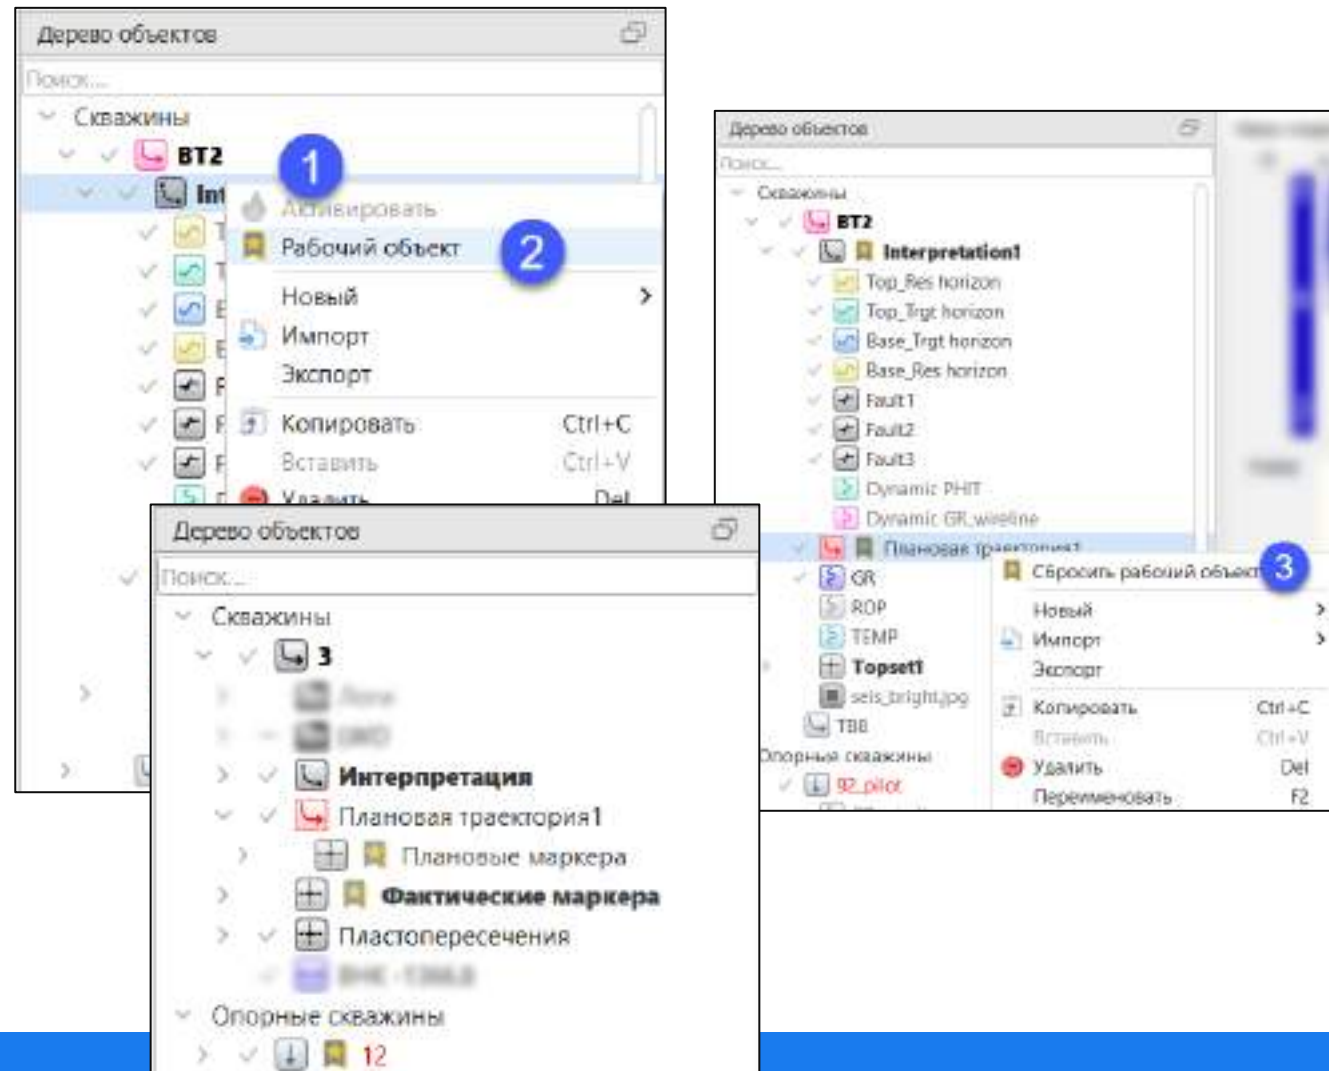 Дерево объектов
Поиск...
Скважины
BT2
1
Int
Активировать
Рабочий объект
2
Новый
Импорт
Экспорт
Копировать Ctrl+C
Вставить Ctrl+V
Удалить Del
Дерево объектов
Поиск...
Скважины
3
Интерпретация
Плановая траектория1
Плановые маркера
Фактические маркера
Пластопересечения
Опорные скважины
12
Дерево объектов
Поиск...
Скважины
BT2
Interpretation1
Top_Res horizon
Top_Trgt horizon
Base_Trgt horizon
Base_Res horizon
Fault1
Fault2
Fault3
Dynamic PHIT
Dynamic GR_wireline
Плановая траектория1
GR
ROP
TEMP
Topset1
seis_bright.jpg
TBB
Опорные скважины
92_pilot
Сбросить рабочий объект
3
Новый
Импорт
Экспорт
Копировать Ctrl+C
Вставить Ctrl+V
Удалить Del
Переименовать F2